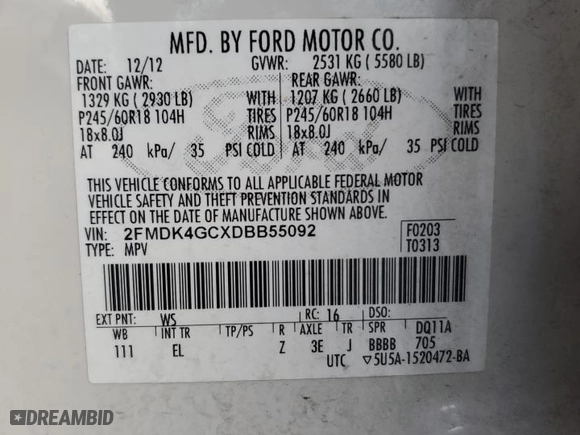 MFD. BY FORD MOTOR CO.
DATE: 12/12 GVWR: 2531 KG ( 5580 LB)
FRONT GAWR: REAR GAWR:
1329 KG ( 2930 LB) WITH 1207 KG ( 2660 LB) WITH
P245/60R18 104H TIRES P245/60R18 104H TIRES
18x8.0J RIMS 18x8.0J RIMS
AT 240 kPa/ 35 PSI COLD AT 240 kPa/ 35 PSI COLD
THIS VEHICLE CONFORMS TO ALL APPLICABLE FEDERAL MOTOR
VEHICLE SAFETY AND THEFT PREVENTION STANDARDS IN
EFFECT ON THE DATE OF MANUFACTURE SHOWN ABOVE.
VIN: 2FMDK4GCXDBB55092 F0203
TYPE: MPV T0313
EXT PNT: WS RC: 16 DSO:
WB INT TR TP/PS R AXLE TR SPR DQ11A
111 EL Z 3E J BBBB 705
UTC ▽5U5A-1520472-BA
Ford
DREAMBID